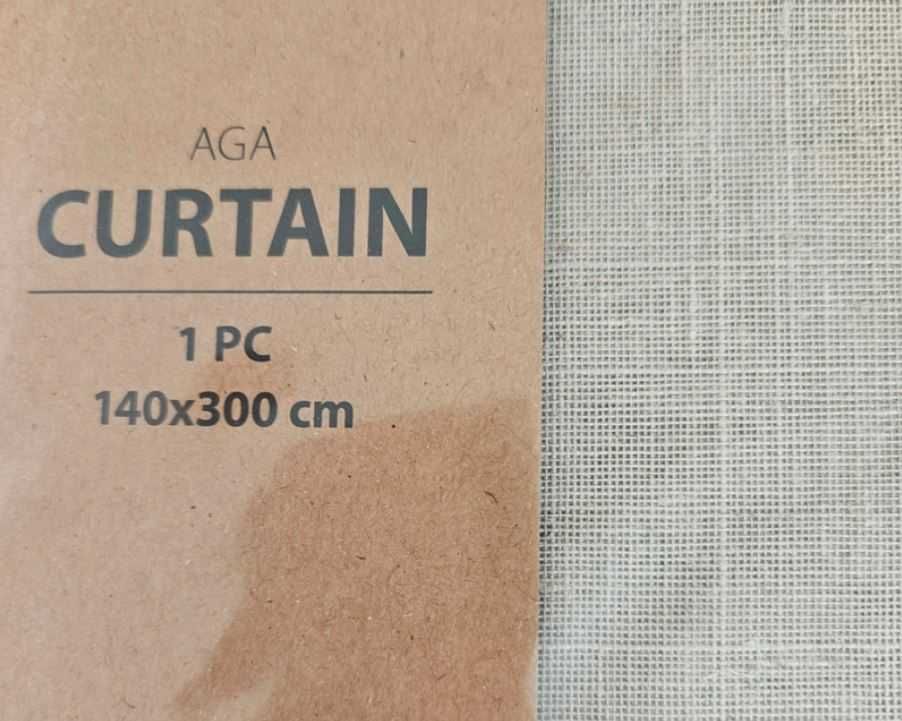 AGA
CURTAIN
1 PC
140x300 cm